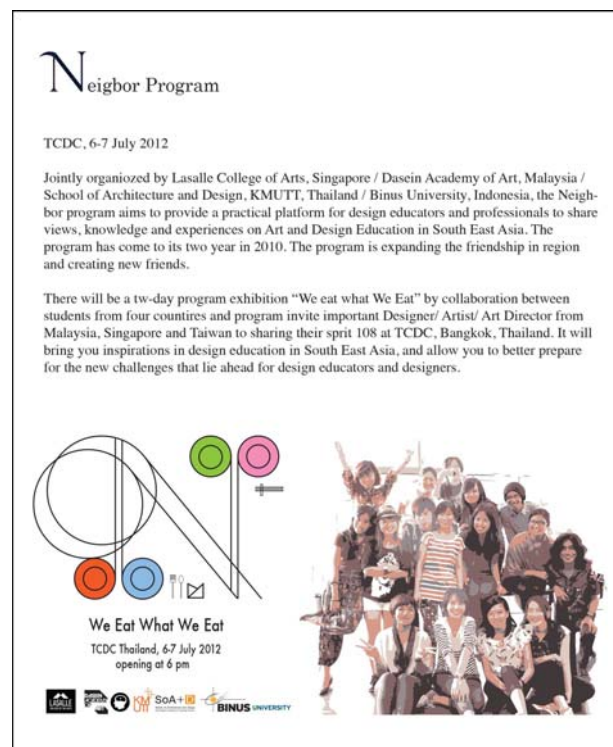 Neigbor Program
TCDC, 6-7 July 2012
Jointly organiozed by Lasalle College of Arts, Singapore / Dasein Academy of Art, Malaysia /
School of Architecture and Design, KMUTT, Thailand / Binus University, Indonesia, the Neigh-
bor program aims to provide a practical platform for design educators and professionals to share
views, knowledge and experiences on Art and Design Education in South East Asia. The
program has come to its two year in 2010. The program is expanding the friendship in region
and creating new friends.
There will be a tw-day program exhibition “We eat what We Eat” by collaboration between
students from four countires and program invite important Designer/ Artist/ Art Director from
Malaysia, Singapore and Taiwan to sharing their sprit 108 at TCDC, Bangkok, Thailand. It will
bring you inspirations in design education in South East Asia, and allow you to better prepare
for the new challenges that lie ahead for design educators and designers.
We Eat What We Eat
TCDC Thailand, 6-7 July 2012
opening at 6 pm
LASALLE
KMUTT
SoA+D
BINUS UNIVERSITY